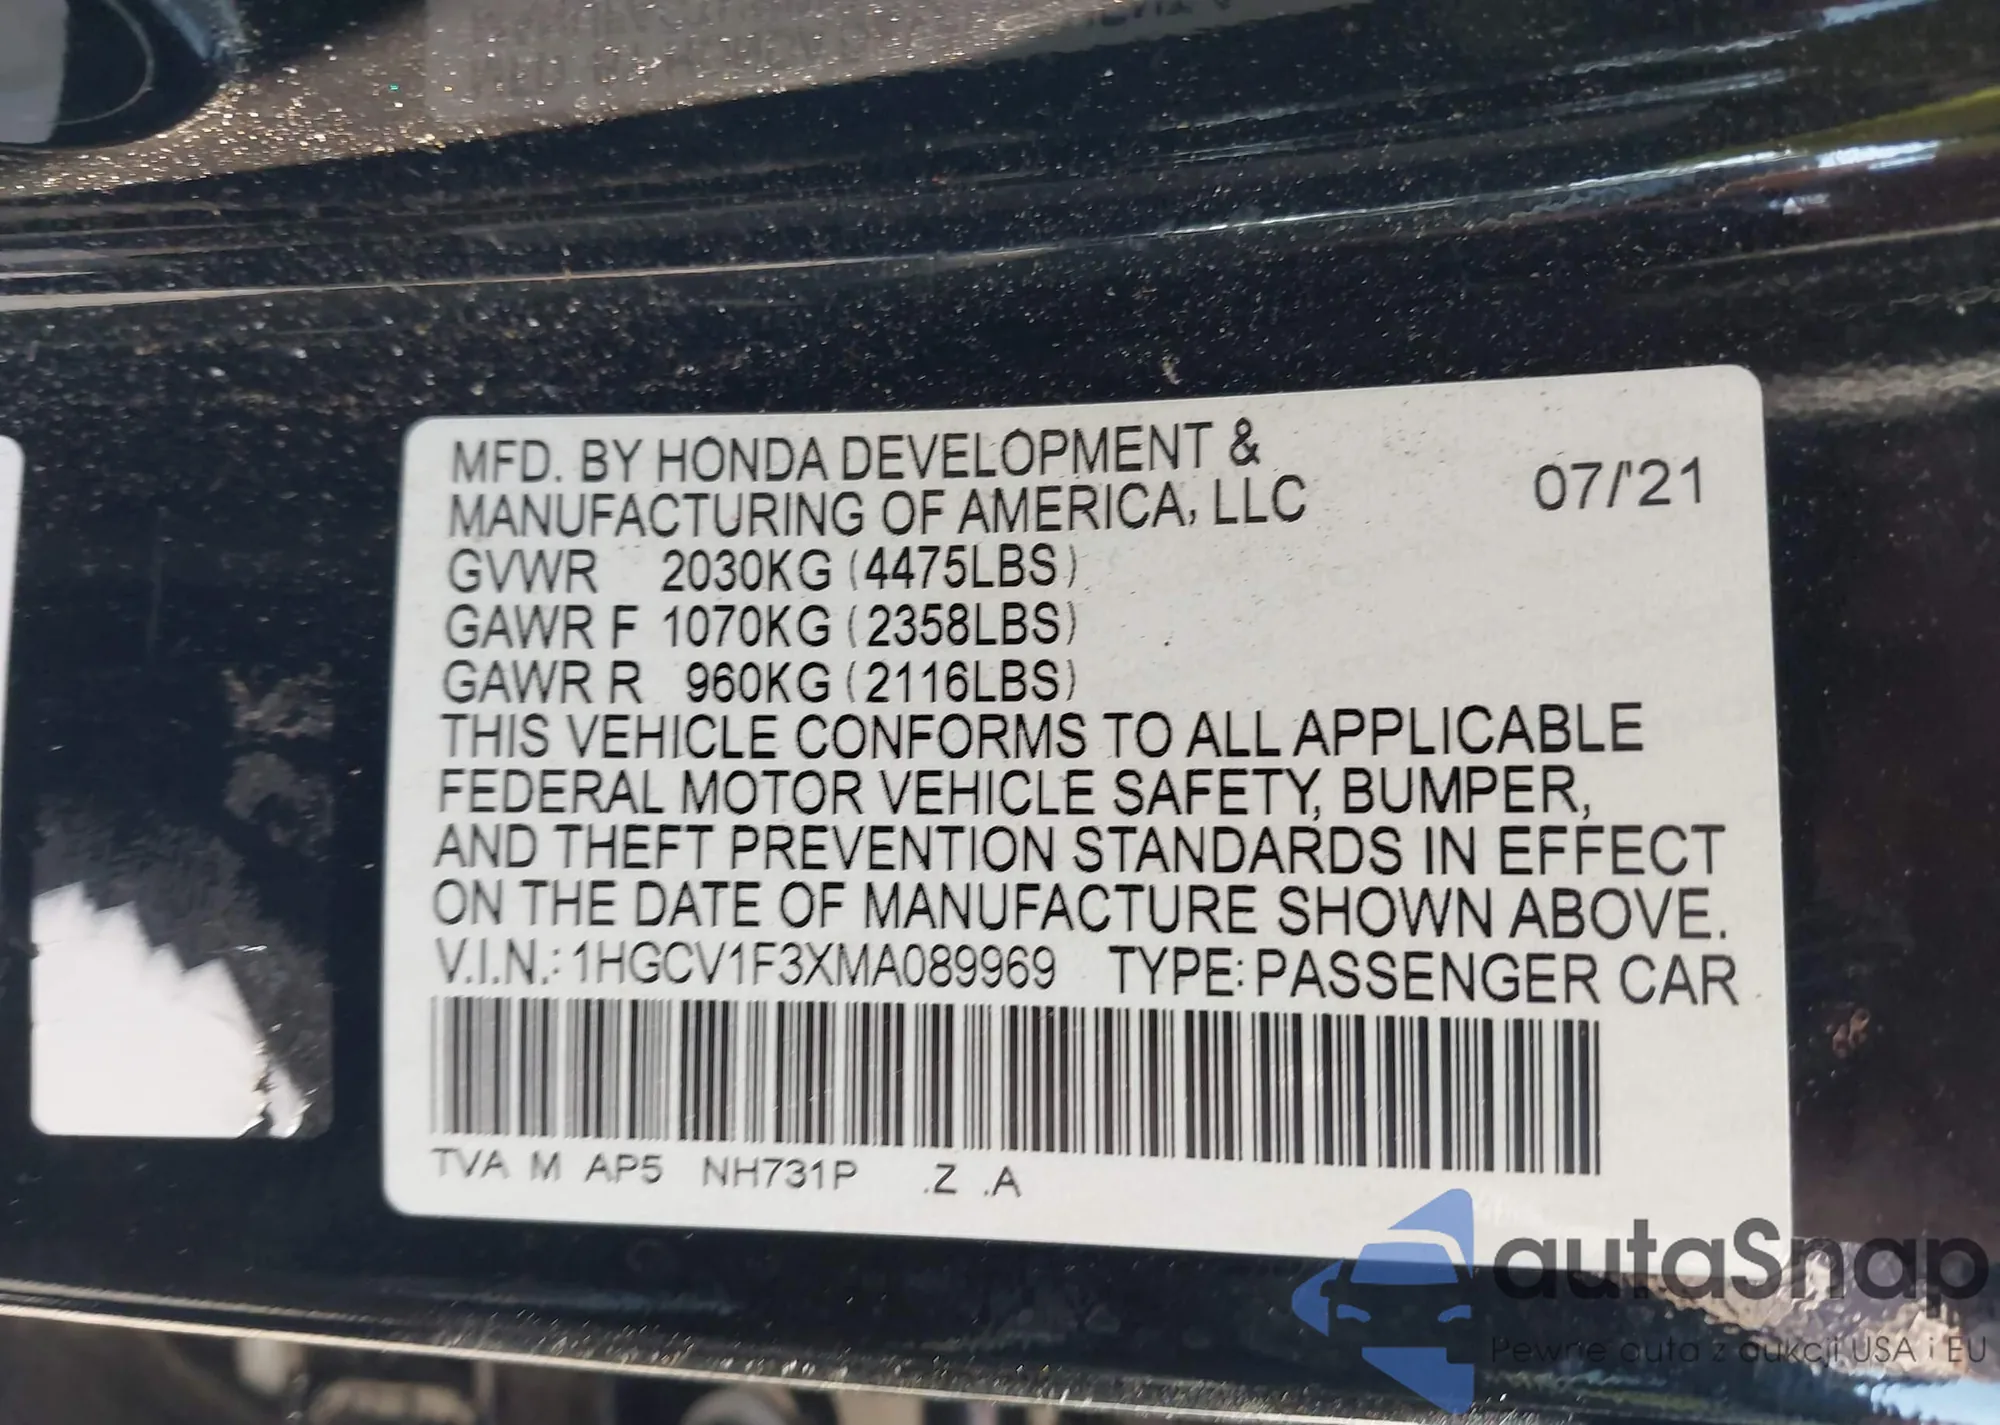 MFD. BY HONDA DEVELOPMENT &
MANUFACTURING OF AMERICA, LLC 07/'21
GVWR 2030KG (4475LBS)
GAWR F 1070KG (2358LBS)
GAWR R 960KG (2116LBS)
THIS VEHICLE CONFORMS TO ALL APPLICABLE
FEDERAL MOTOR VEHICLE SAFETY, BUMPER,
AND THEFT PREVENTION STANDARDS IN EFFECT
ON THE DATE OF MANUFACTURE SHOWN ABOVE.
V.I.N.: 1HGCV1F3XMA089969 TYPE: PASSENGER CAR
TVA M AP5 NH731P .Z .A
autaSnap
Pewne auta z aukcji USA i EU